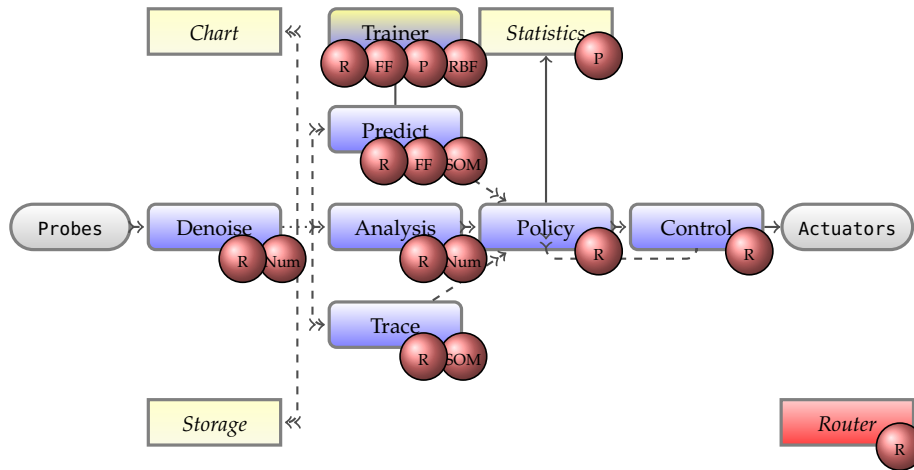 Chart
Trainer
Statistics
R FF P RBF
P
Predict
R FF SOM
Probes
Denoise
Analysis
Policy
Control
Actuators
R Num
R Num
R
R
Trace
R SOM
Storage
Router
R